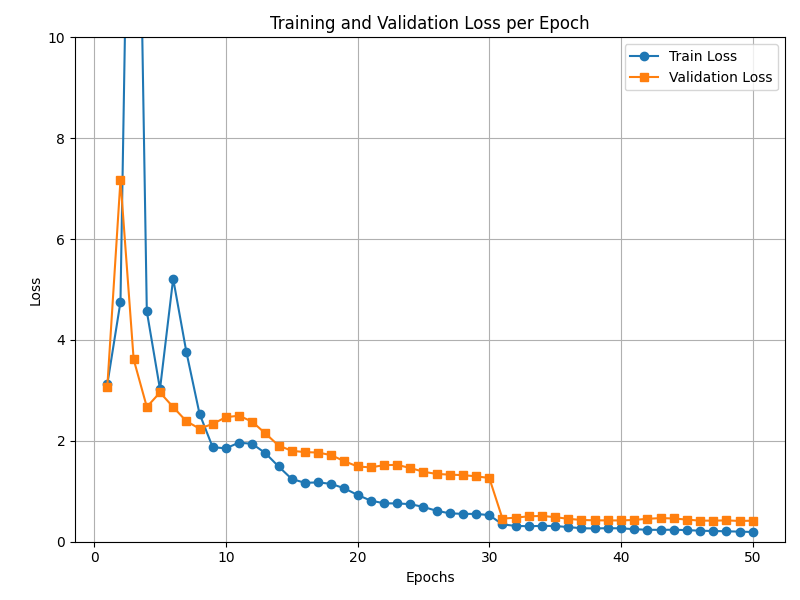 Training and Validation Loss per Epoch
Train Loss
Validation Loss
Loss
10
8
6
4
2
0
0 10 20 30 40 50
Epochs